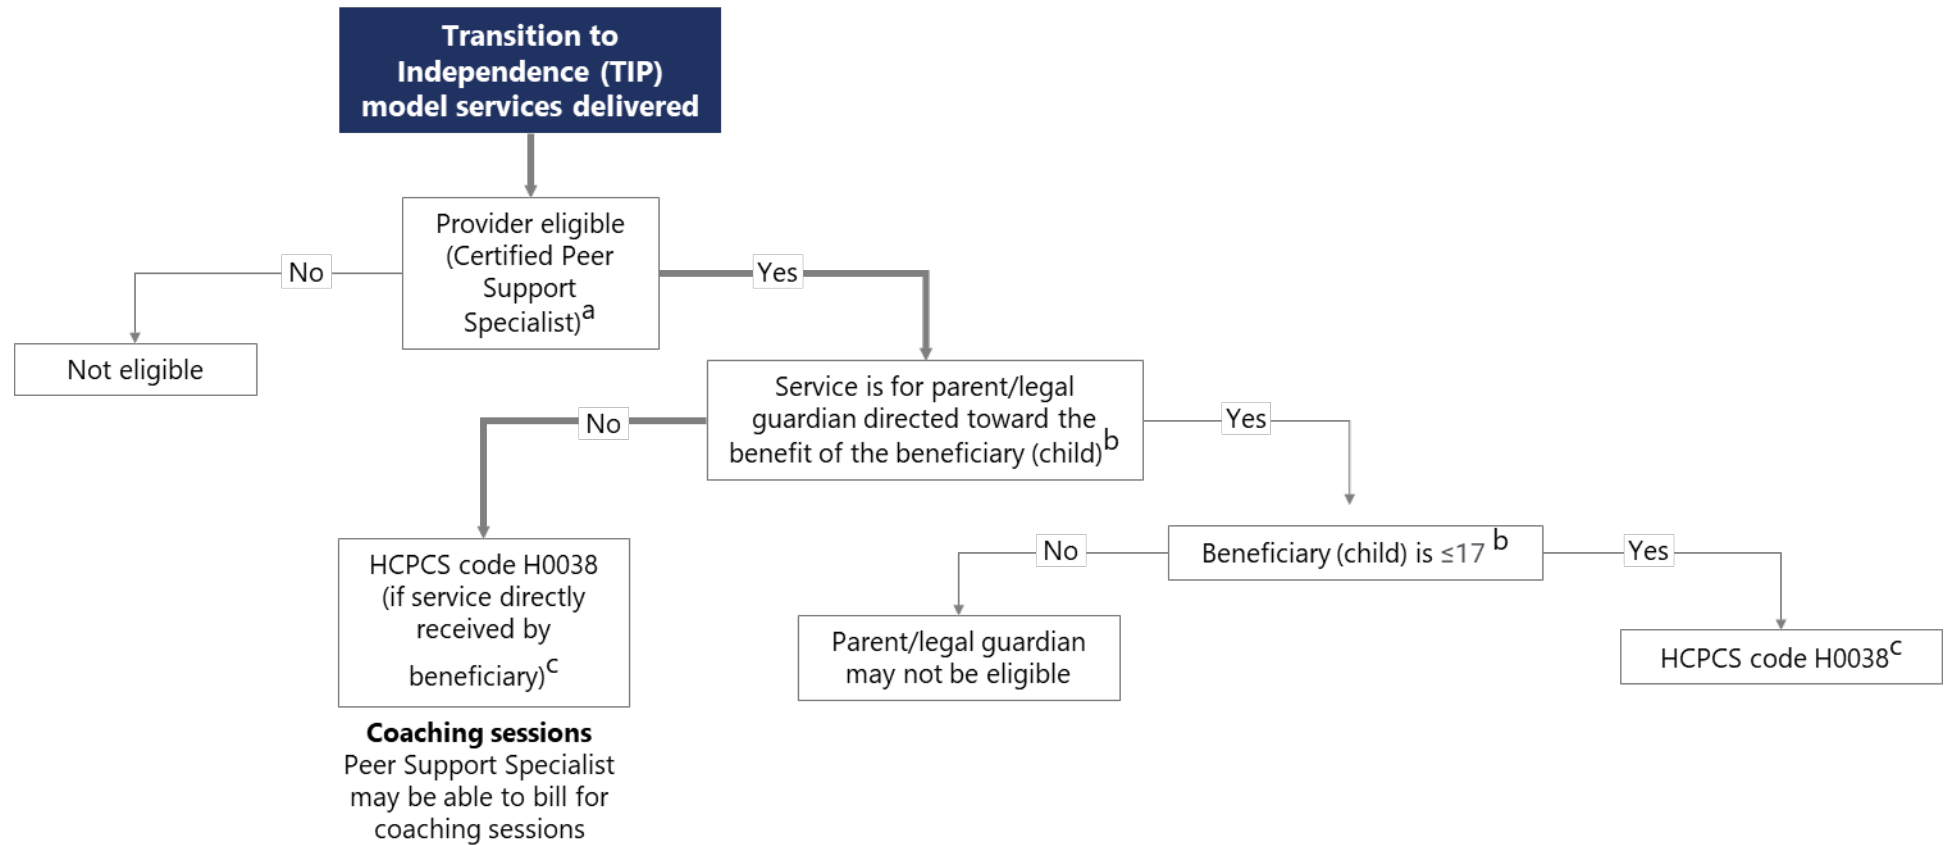 Transition to
Independence (TIP)
model services delivered
Provider eligible
(Certified Peer
Support
Specialist)a
No
Yes
Not eligible
Service is for parent/legal
guardian directed toward the
benefit of the beneficiary (child)b
No
Yes
HCPCS code H0038
(if service directly
received by
beneficiary)c
Coaching sessions
Peer Support Specialist
may be able to bill for
coaching sessions
Beneficiary (child) is ≤17 b
No
Yes
Parent/legal guardian
may not be eligible
HCPCS code H0038c